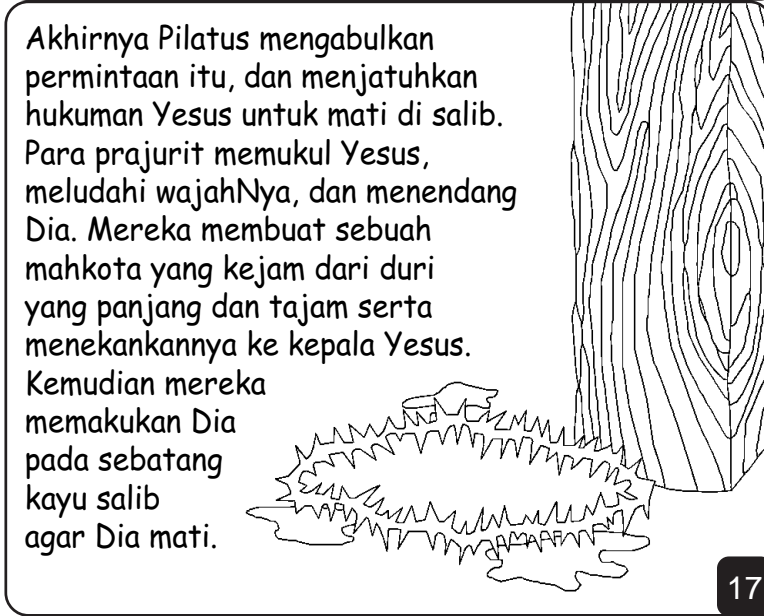 Akhirnya Pilatus mengabulkan
permintaan itu, dan menjatuhkan
hukuman Yesus untuk mati di salib.
Para prajurit memukul Yesus,
meludahi wajahNya, dan menendang
Dia. Mereka membuat sebuah
mahkota yang kejam dari duri
yang panjang dan tajam serta
menekankannya ke kepala Yesus.
Kemudian mereka
memakukan Dia
pada sebatang
kayu salib
agar Dia mati.
17